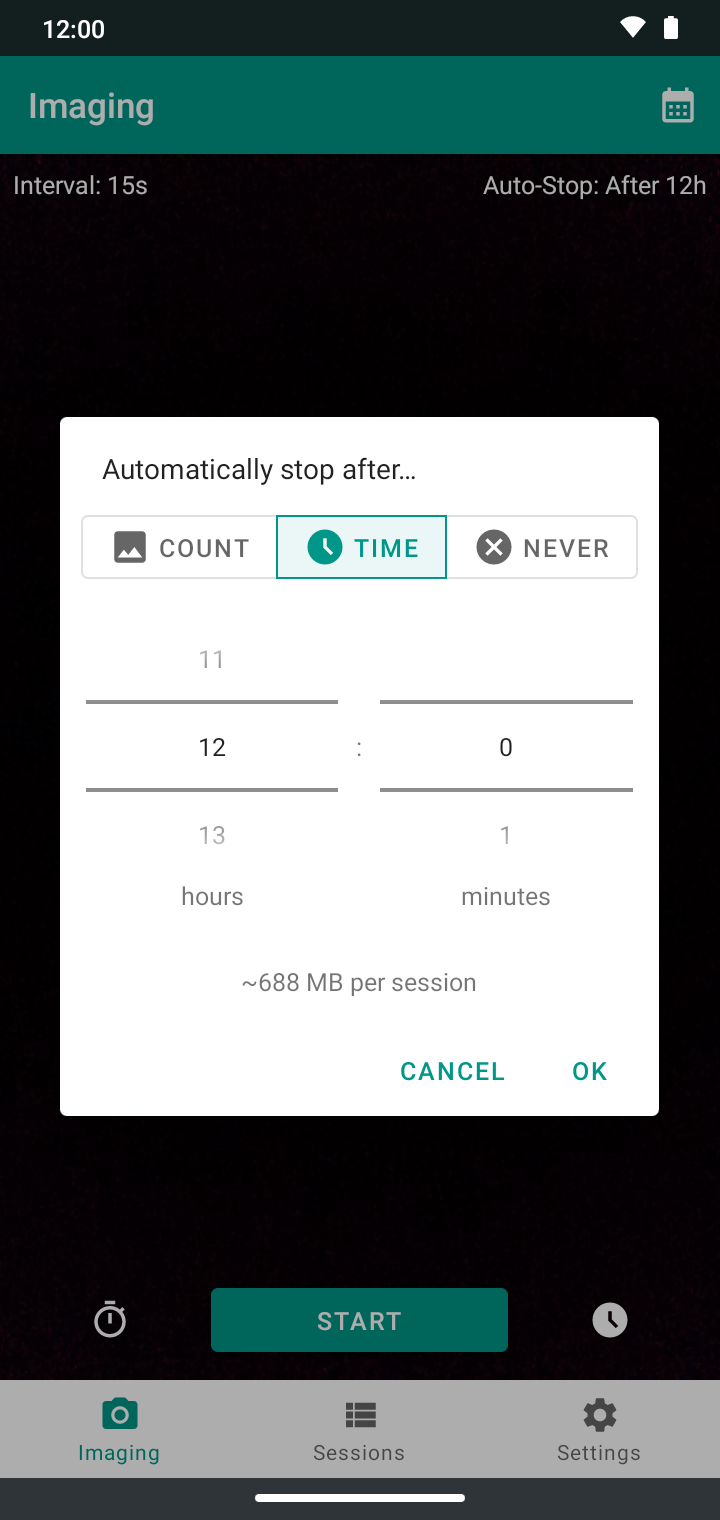 12:00
Imaging
Interval: 15s
Auto-Stop: After 12h
Automatically stop after…
COUNT
TIME
NEVER
11
12
:
0
13
1
hours
minutes
~688 MB per session
CANCEL
OK
START
Imaging
Sessions
Settings